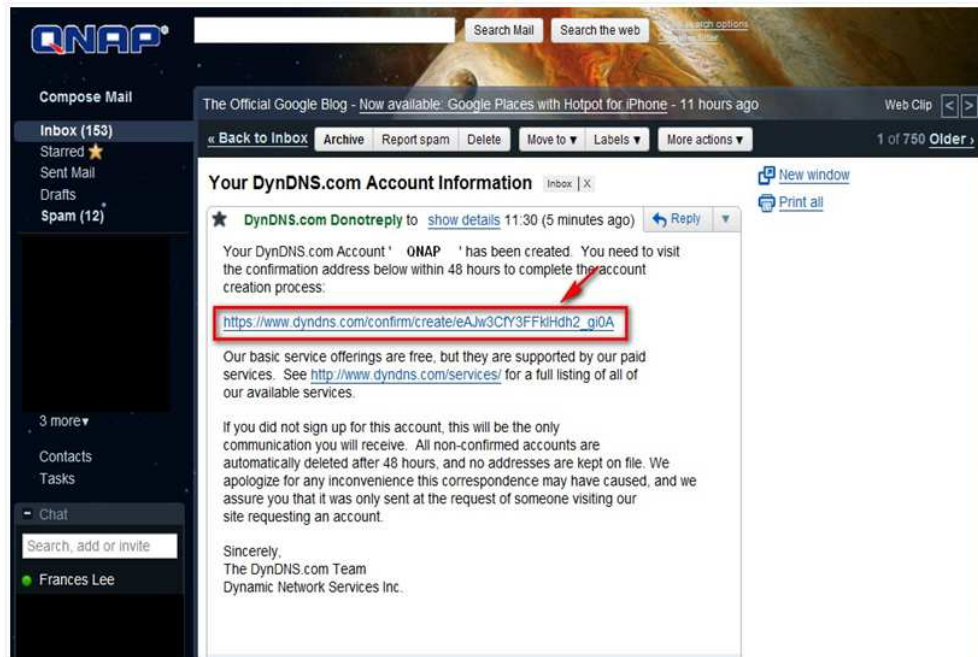 QNAP
Search Mail
Search the web
search options
filter
Compose Mail
Inbox (153)
Starred
Sent Mail
Drafts
Spam (12)
3 more▾
Contacts
Tasks
Chat
Search, add or invite
Frances Lee
The Official Google Blog - Now available: Google Places with Hotpot for iPhone - 11 hours ago
Web Clip < >
« Back to Inbox Archive Report spam Delete Move to ▾ Labels ▾ More actions ▾ 1 of 750 Older ›
Your DynDNS.com Account Information Inbox | X
New window
Print all
DynDNS.com Donotreply to show details 11:30 (5 minutes ago) Reply ▾
Your DynDNS.com Account ' QNAP ' has been created. You need to visit
the confirmation address below within 48 hours to complete the account
creation process:
https://www.dyndns.com/confirm/create/eAJw3CfY3FFklHdh2_gi0A
Our basic service offerings are free, but they are supported by our paid
services. See http://www.dyndns.com/services/ for a full listing of all of
our available services.
If you did not sign up for this account, this will be the only
communication you will receive. All non-confirmed accounts are
automatically deleted after 48 hours, and no addresses are kept on file. We
apologize for any inconvenience this correspondence may have caused, and we
assure you that it was only sent at the request of someone visiting our
site requesting an account.
Sincerely,
The DynDNS.com Team
Dynamic Network Services Inc.